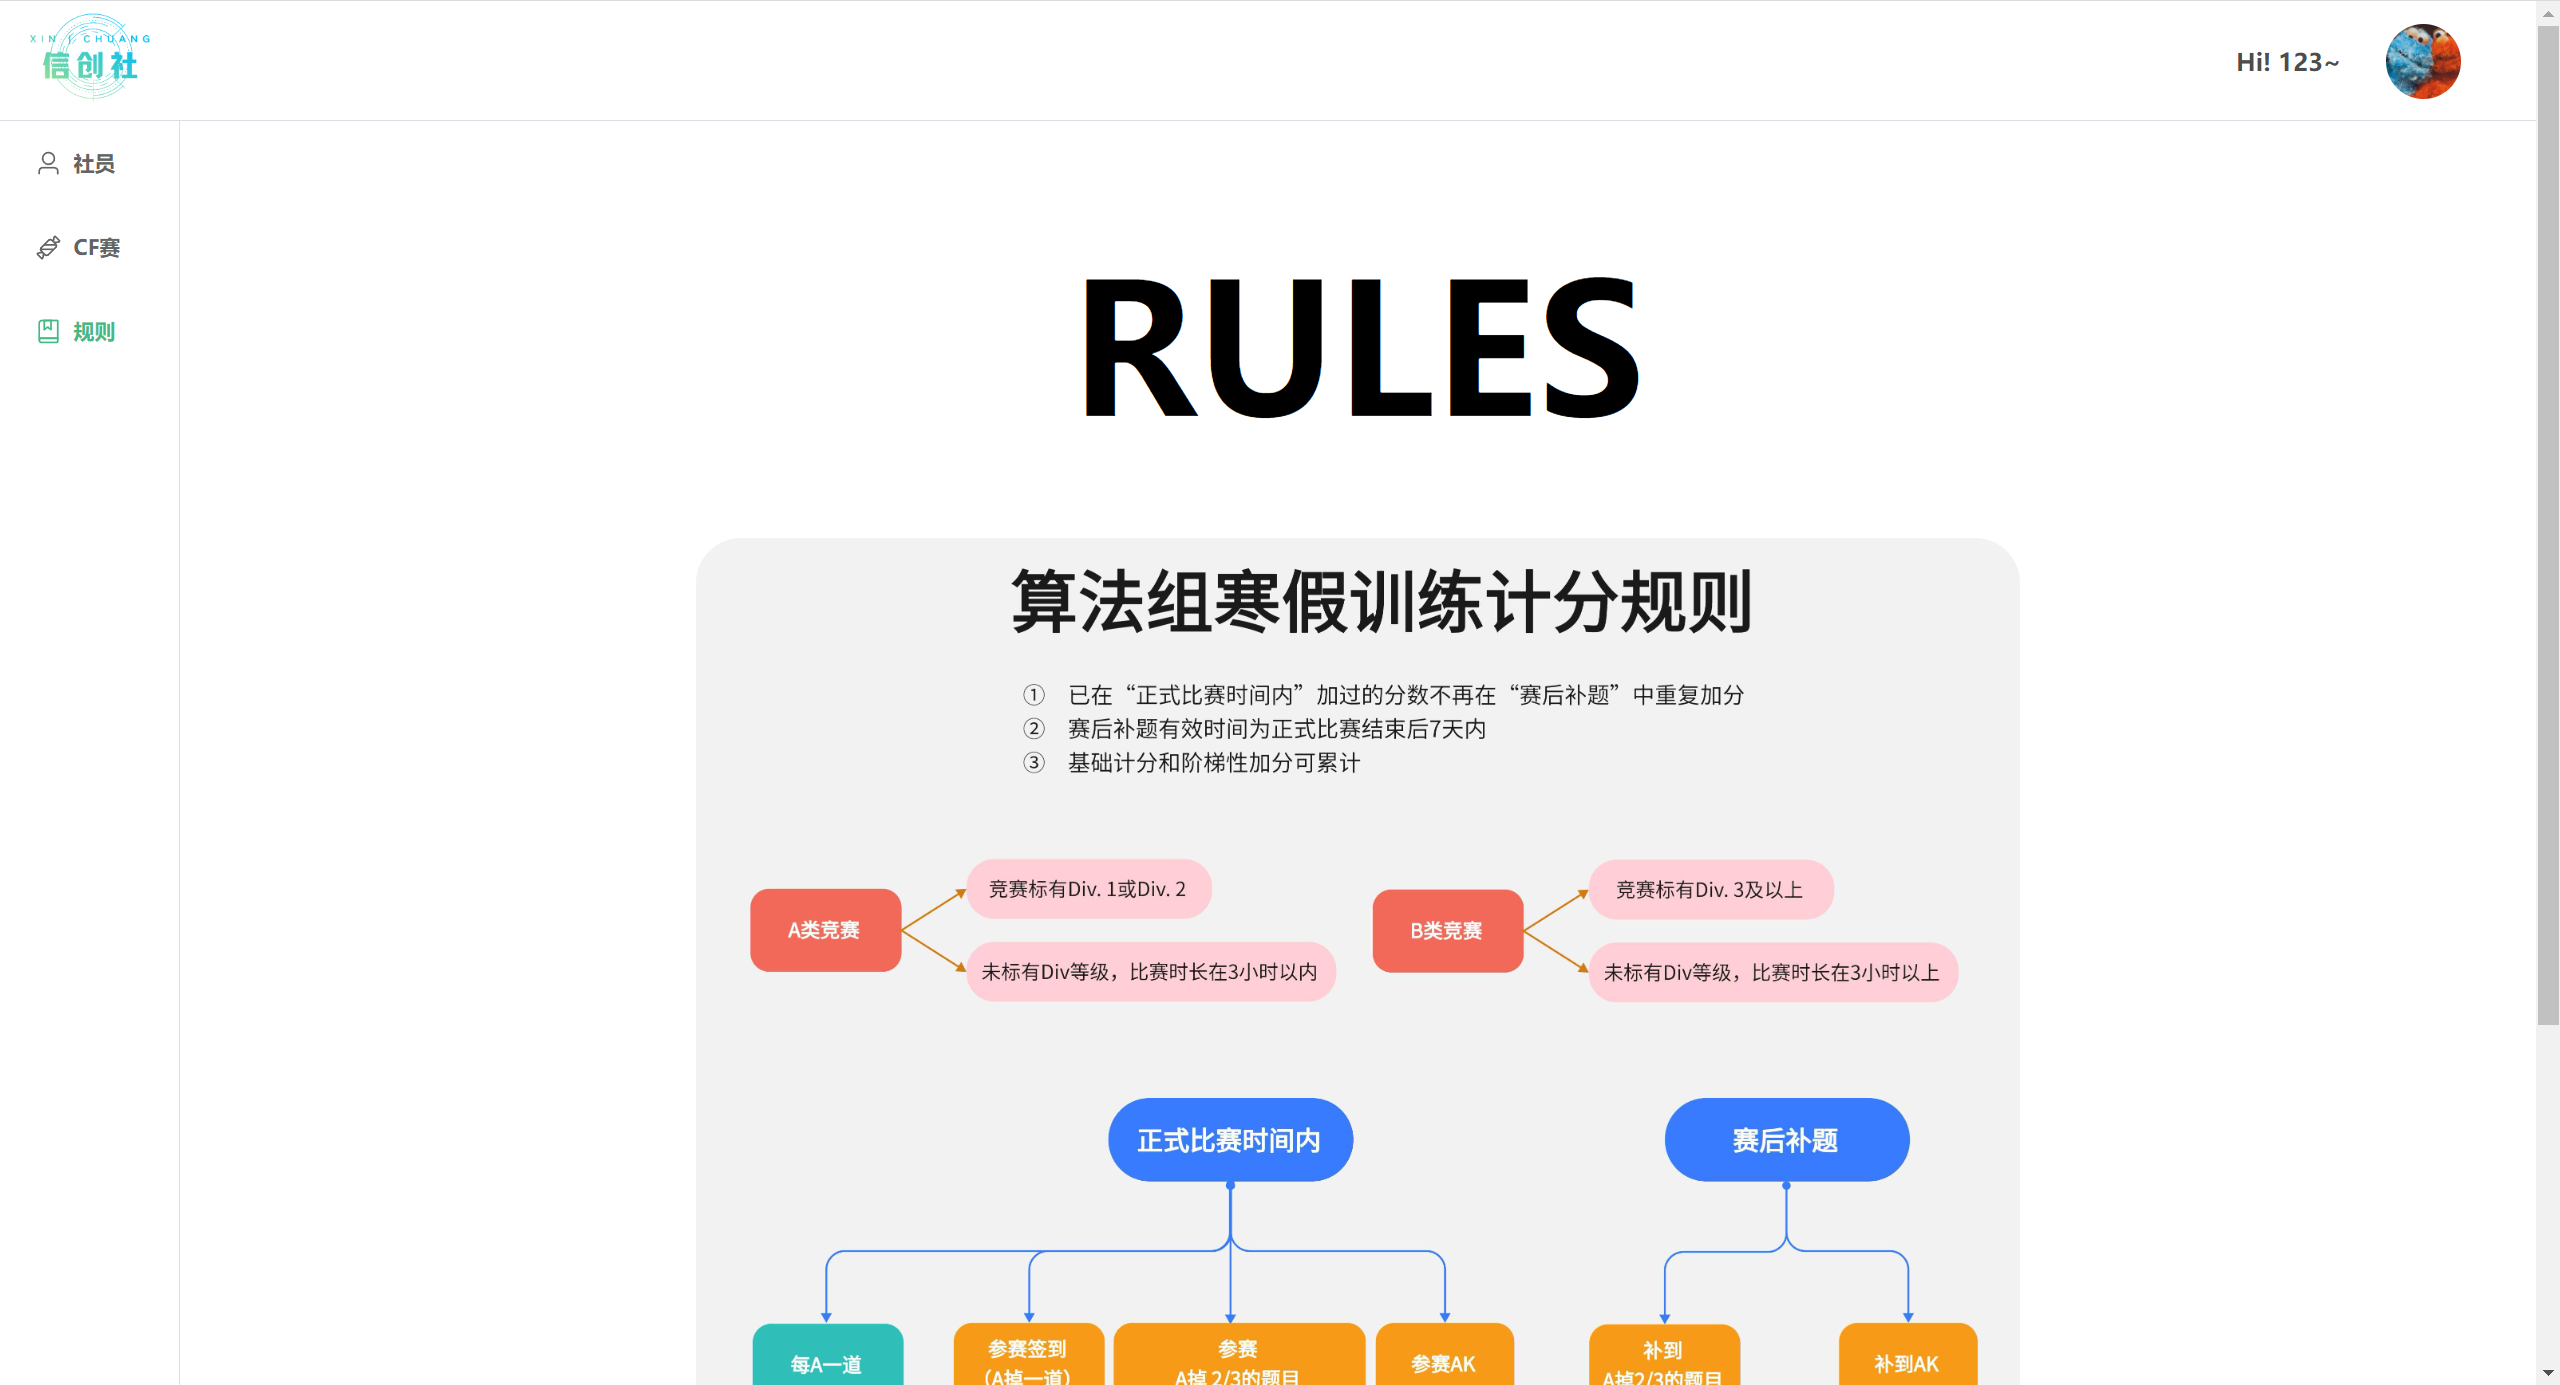 XIN CHUANG
信创社
Hi! 123~
社员
CF赛
规则
RULES
算法组寒假训练计分规则
① 已在“正式比赛时间内”加过的分数不再在“赛后补题”中重复加分
② 赛后补题有效时间为正式比赛结束后7天内
③ 基础计分和阶梯性加分可累计
A类竞赛
竞赛标有Div. 1或Div. 2
未标有Div等级，比赛时长在3小时以内
B类竞赛
竞赛标有Div. 3及以上
未标有Div等级，比赛时长在3小时以上
正式比赛时间内
赛后补题
每A一道
参赛签到
（A掉一道）
参赛
A掉 2/3的题目
参赛AK
补到
A掉2/3的题目
补到AK